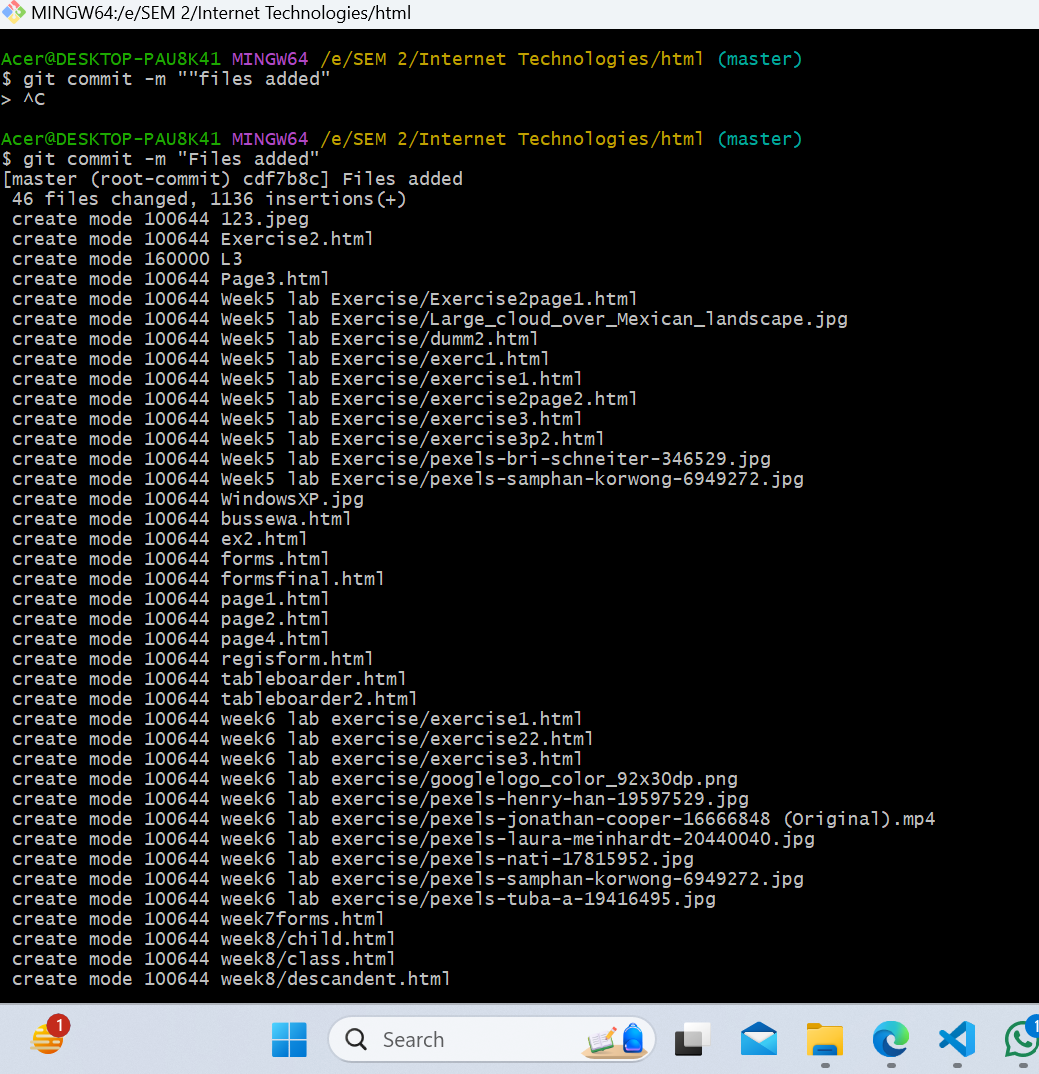 MINGW64:/e/SEM 2/Internet Technologies/html
Acer@DESKTOP-PAU8K41 MINGW64 /e/SEM 2/Internet Technologies/html (master)
$ git commit -m ""files added"
> ^C
Acer@DESKTOP-PAU8K41 MINGW64 /e/SEM 2/Internet Technologies/html (master)
$ git commit -m "Files added"
[master (root-commit) cdf7b8c] Files added
 46 files changed, 1136 insertions(+)
 create mode 100644 123.jpeg
 create mode 100644 Exercise2.html
 create mode 160000 L3
 create mode 100644 Page3.html
 create mode 100644 Week5 lab Exercise/Exercise2page1.html
 create mode 100644 Week5 lab Exercise/Large_cloud_over_Mexican_landscape.jpg
 create mode 100644 Week5 lab Exercise/dumm2.html
 create mode 100644 Week5 lab Exercise/exerc1.html
 create mode 100644 Week5 lab Exercise/exercise1.html
 create mode 100644 Week5 lab Exercise/exercise2page2.html
 create mode 100644 Week5 lab Exercise/exercise3.html
 create mode 100644 Week5 lab Exercise/exercise3p2.html
 create mode 100644 Week5 lab Exercise/pexels-bri-schneiter-346529.jpg
 create mode 100644 Week5 lab Exercise/pexels-samphan-korwong-6949272.jpg
 create mode 100644 WindowsXP.jpg
 create mode 100644 bussewa.html
 create mode 100644 ex2.html
 create mode 100644 forms.html
 create mode 100644 formsfinal.html
 create mode 100644 page1.html
 create mode 100644 page2.html
 create mode 100644 page4.html
 create mode 100644 regisform.html
 create mode 100644 tableboarder.html
 create mode 100644 tableboarder2.html
 create mode 100644 week6 lab exercise/exercise1.html
 create mode 100644 week6 lab exercise/exercise22.html
 create mode 100644 week6 lab exercise/exercise3.html
 create mode 100644 week6 lab exercise/googlelogo_color_92x30dp.png
 create mode 100644 week6 lab exercise/pexels-henry-han-19597529.jpg
 create mode 100644 week6 lab exercise/pexels-jonathan-cooper-16666848 (Original).mp4
 create mode 100644 week6 lab exercise/pexels-laura-meinhardt-20440040.jpg
 create mode 100644 week6 lab exercise/pexels-nati-17815952.jpg
 create mode 100644 week6 lab exercise/pexels-samphan-korwong-6949272.jpg
 create mode 100644 week6 lab exercise/pexels-tuba-a-19416495.jpg
 create mode 100644 week7forms.html
 create mode 100644 week8/child.html
 create mode 100644 week8/class.html
 create mode 100644 week8/descandent.html
1
Search
1